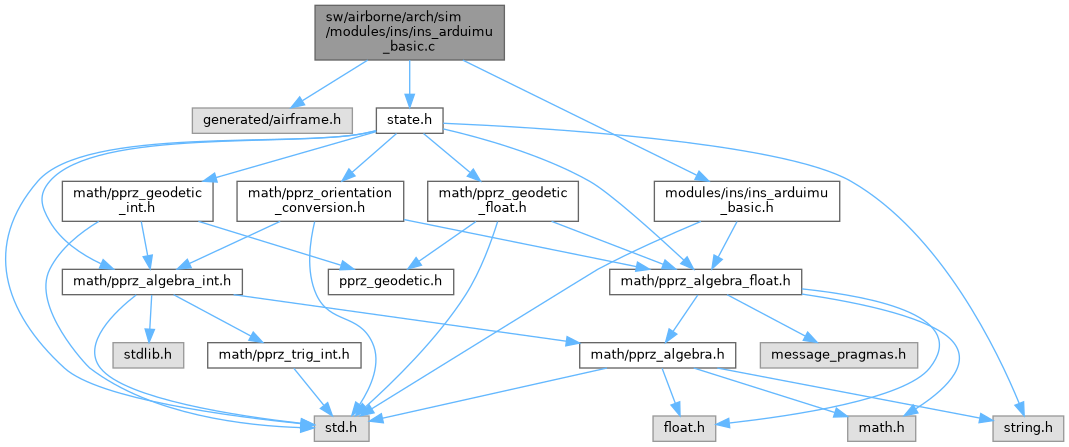 sw/airborne/arch/sim
/modules/ins/ins_arduimu
_basic.c
generated/airframe.h
state.h
math/pprz_geodetic
_int.h
math/pprz_orientation
_conversion.h
math/pprz_geodetic
_float.h
modules/ins/ins_arduimu
_basic.h
math/pprz_algebra_int.h
pprz_geodetic.h
math/pprz_algebra_float.h
stdlib.h
math/pprz_trig_int.h
math/pprz_algebra.h
message_pragmas.h
std.h
float.h
math.h
string.h